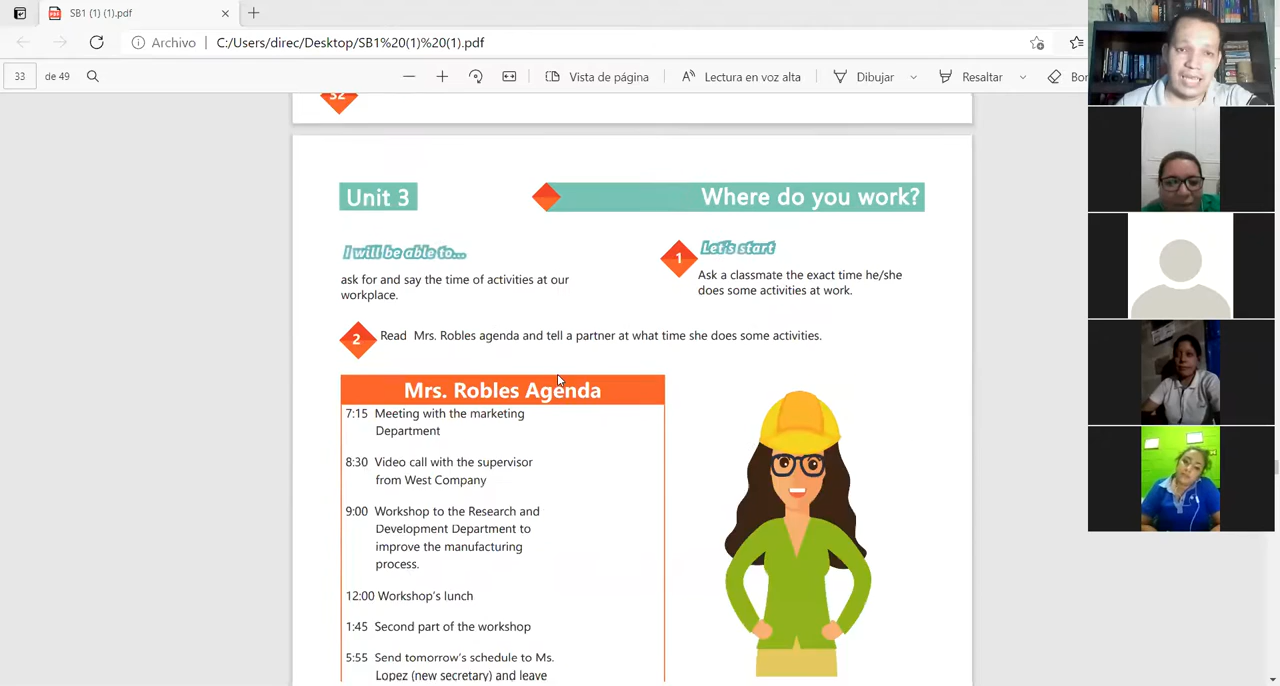 SB1 (1) (1).pdf
Archivo
C:/Users/direc/Desktop/SB1%20(1)%20(1).pdf
33
de 49
Vista de página
Lectura en voz alta
Dibujar
Resaltar
32
Unit 3
Where do you work?
I will be able to...
ask for and say the time of activities at our
workplace.
Let's start
1
Ask a classmate the exact time he/she
does some activities at work.
2
Read Mrs. Robles agenda and tell a partner at what time she does some activities.
Mrs. Robles Agenda
7:15 Meeting with the marketing
Department
8:30 Video call with the supervisor
from West Company
9:00 Workshop to the Research and
Development Department to
improve the manufacturing
process.
12:00 Workshop's lunch
1:45 Second part of the workshop
5:55 Send tomorrow's schedule to Ms.
Lopez (new secretary) and leave